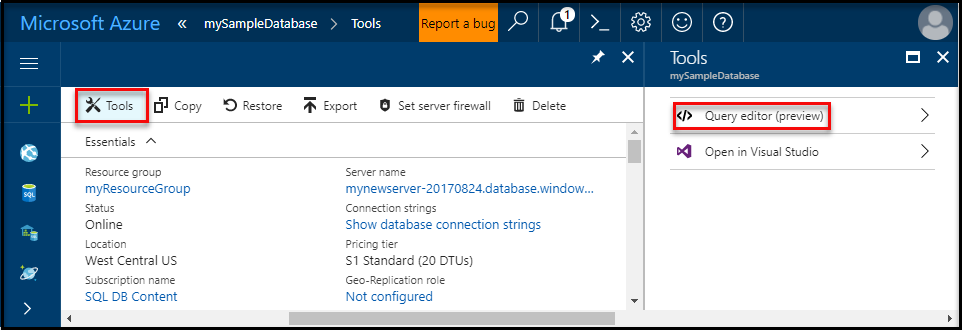 Microsoft Azure « mySampleDatabase > Tools Report a bug 1
Tools
mySampleDatabase
Tools Copy Restore Export Set server firewall Delete
Query editor (preview)
Open in Visual Studio
Essentials
Resource group
myResourceGroup
Server name
mynewserver-20170824.database.window...
Status
Online
Connection strings
Show database connection strings
Location
West Central US
Pricing tier
S1 Standard (20 DTUs)
Subscription name
SQL DB Content
Geo-Replication role
Not configured
SQL